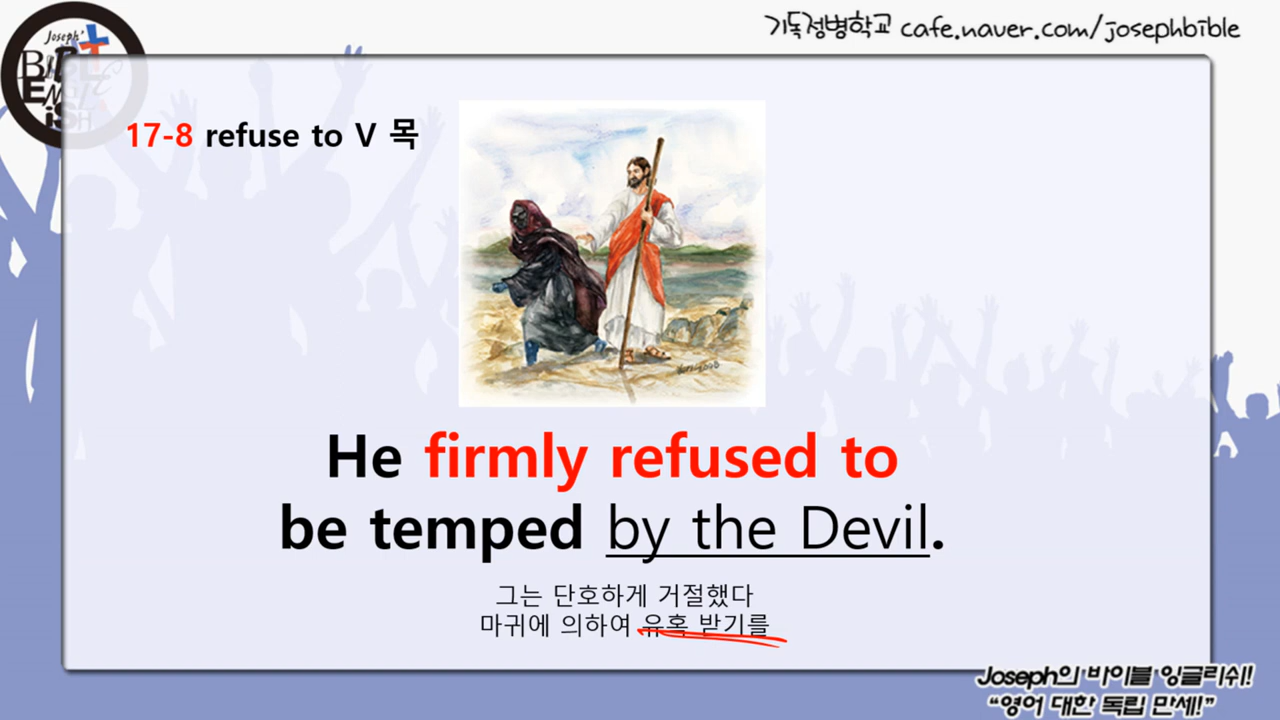 Joseph'
BIBLE
ENGLISH
기독정병학교 cafe.naver.com/josephbible
17-8 refuse to V 목
He firmly refused to
be temped by the Devil.
그는 단호하게 거절했다
마귀에 의하여 유혹 받기를
Joseph의 바이블 잉글리쉬!
“영어 대한 독립 만세!”